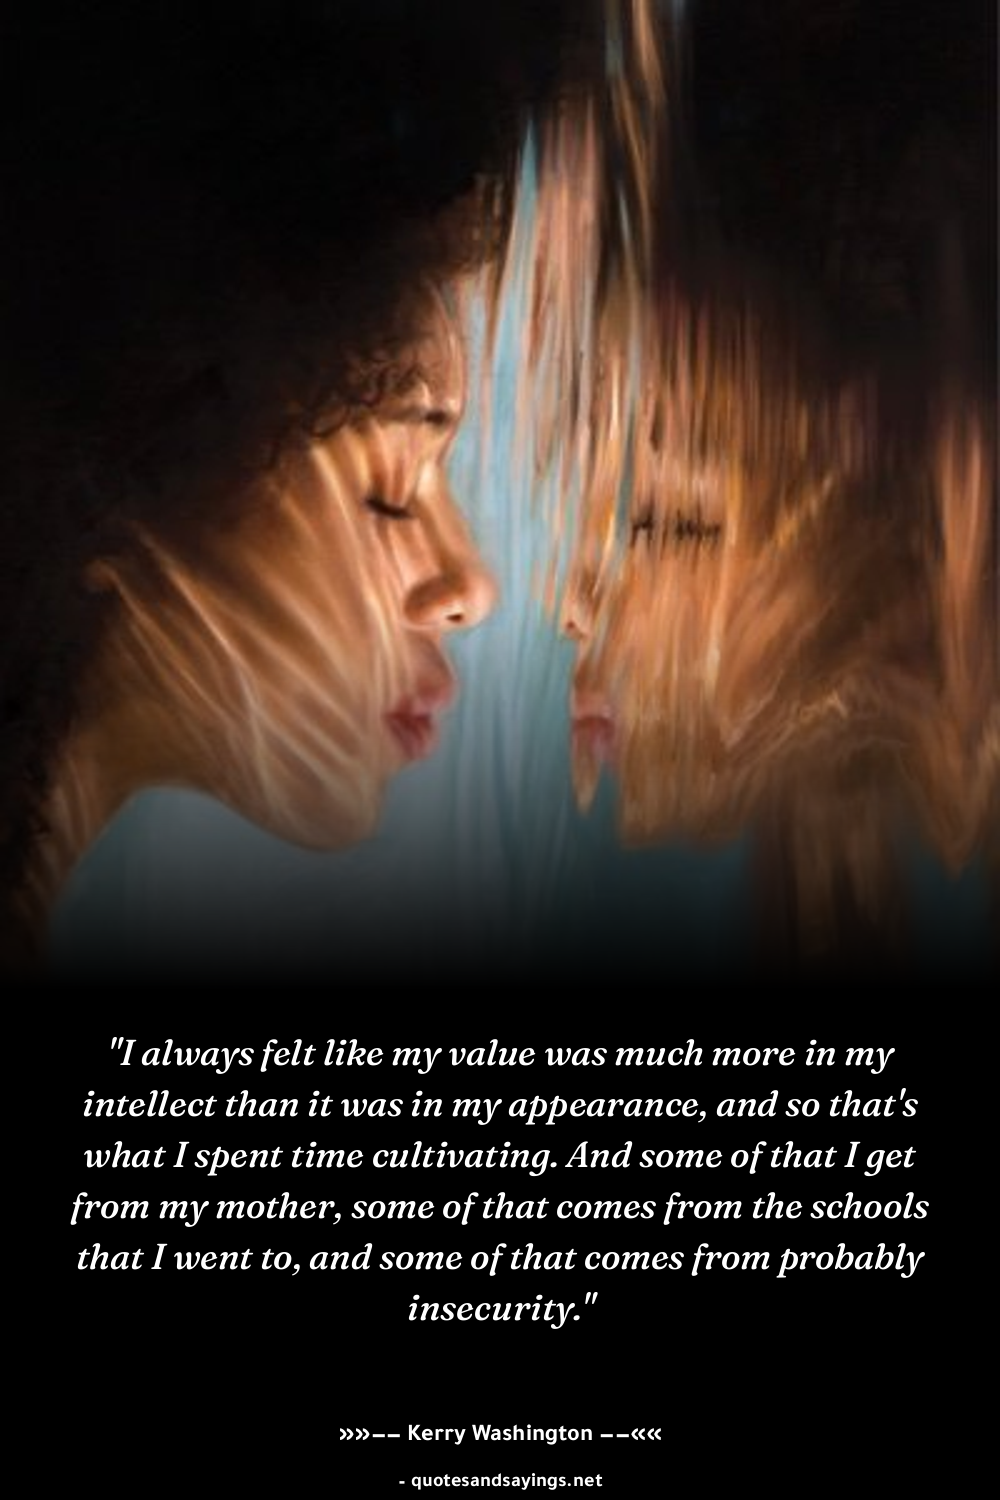 "I always felt like my value was much more in my
intellect than it was in my appearance, and so that's
what I spent time cultivating. And some of that I get
from my mother, some of that comes from the schools
that I went to, and some of that comes from probably
insecurity."
»»–– Kerry Washington ––««
- quotesandsayings.net